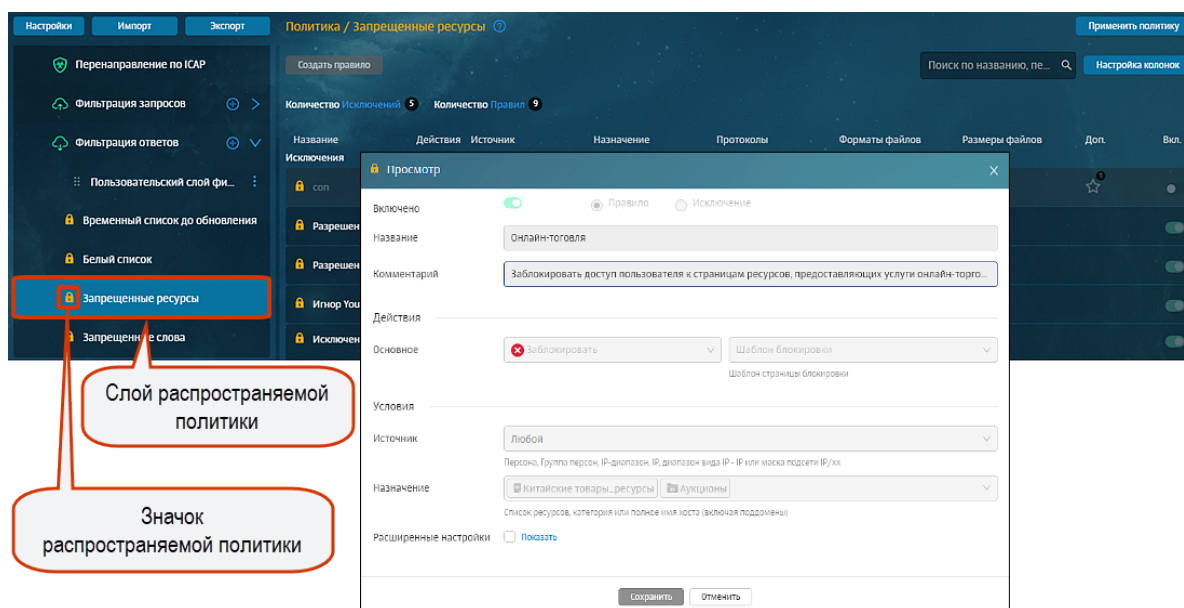 Настройки Импорт Экспорт Политика / Запрещенные ресурсы ? Применить политику
Перенаправление по ICAP Создать правило Поиск по названию, пе... Настройка колонок
Фильтрация запросов Количество Исключений 5 Количество Правил 9
Фильтрация ответов Название Действия Источник Назначение Протоколы Форматы файлов Размеры файлов Доп. Вкл.
Исключения
Пользовательский слой фи... con 1
Временный список до обновления Разрешен
Белый список Разрешен
Запрещенные ресурсы Игнор You
Запрещенные слова Исключен
Просмотр
Включено Правило Исключение
Название Онлайн-тоговля
Комментарий Заблокировать доступ пользователя к страницам ресурсов, предоставляющих услуги онлайн-торго...
Действия
Основное Заблокировать Шаблон блокировки
Шаблон страницы блокировки
Условия
Источник Любой
Персона, Группа персон, IP-диапазон, IP, диапазон вида IP - IP или маска подсети IP/xx
Назначение Китайские товары_ресурсы Аукционы
Список ресурсов, категория или полное имя хоста (включая поддомены)
Расширенные настройки Показать
Сохранить Отменить
Слой распространяемой
политики
Значок
распространяемой политики